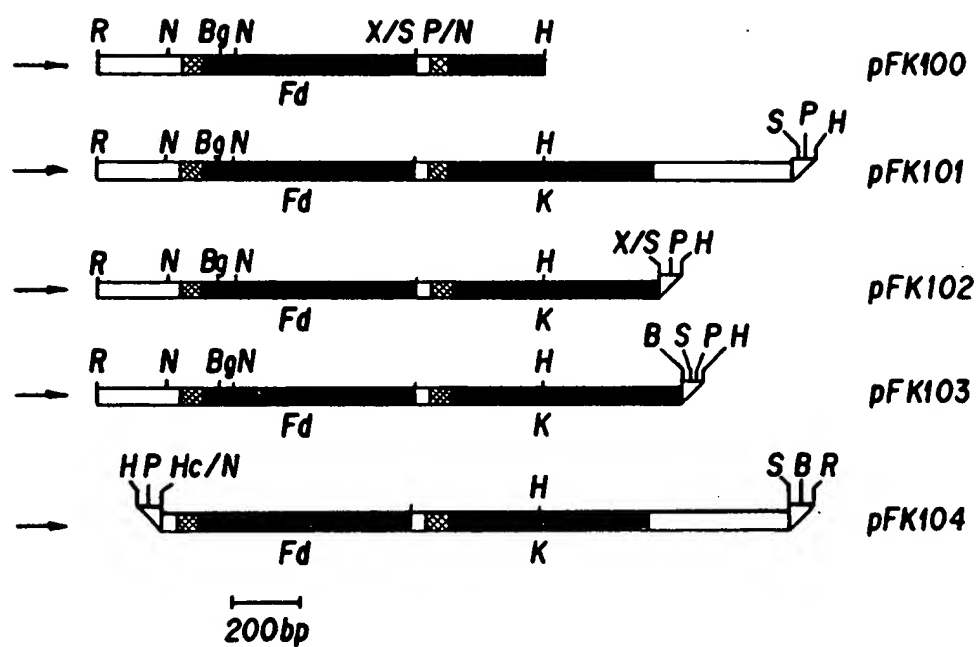 R N Bg N X/S P/N H pFK100
Fd
S P H
R N Bg N H pFK101
Fd K
X/S P H
R N Bg N H pFK102
Fd K
B S P H
R N Bg N H pFK103
Fd K
H P Hc/N H S B R pFK104
Fd K
200bp